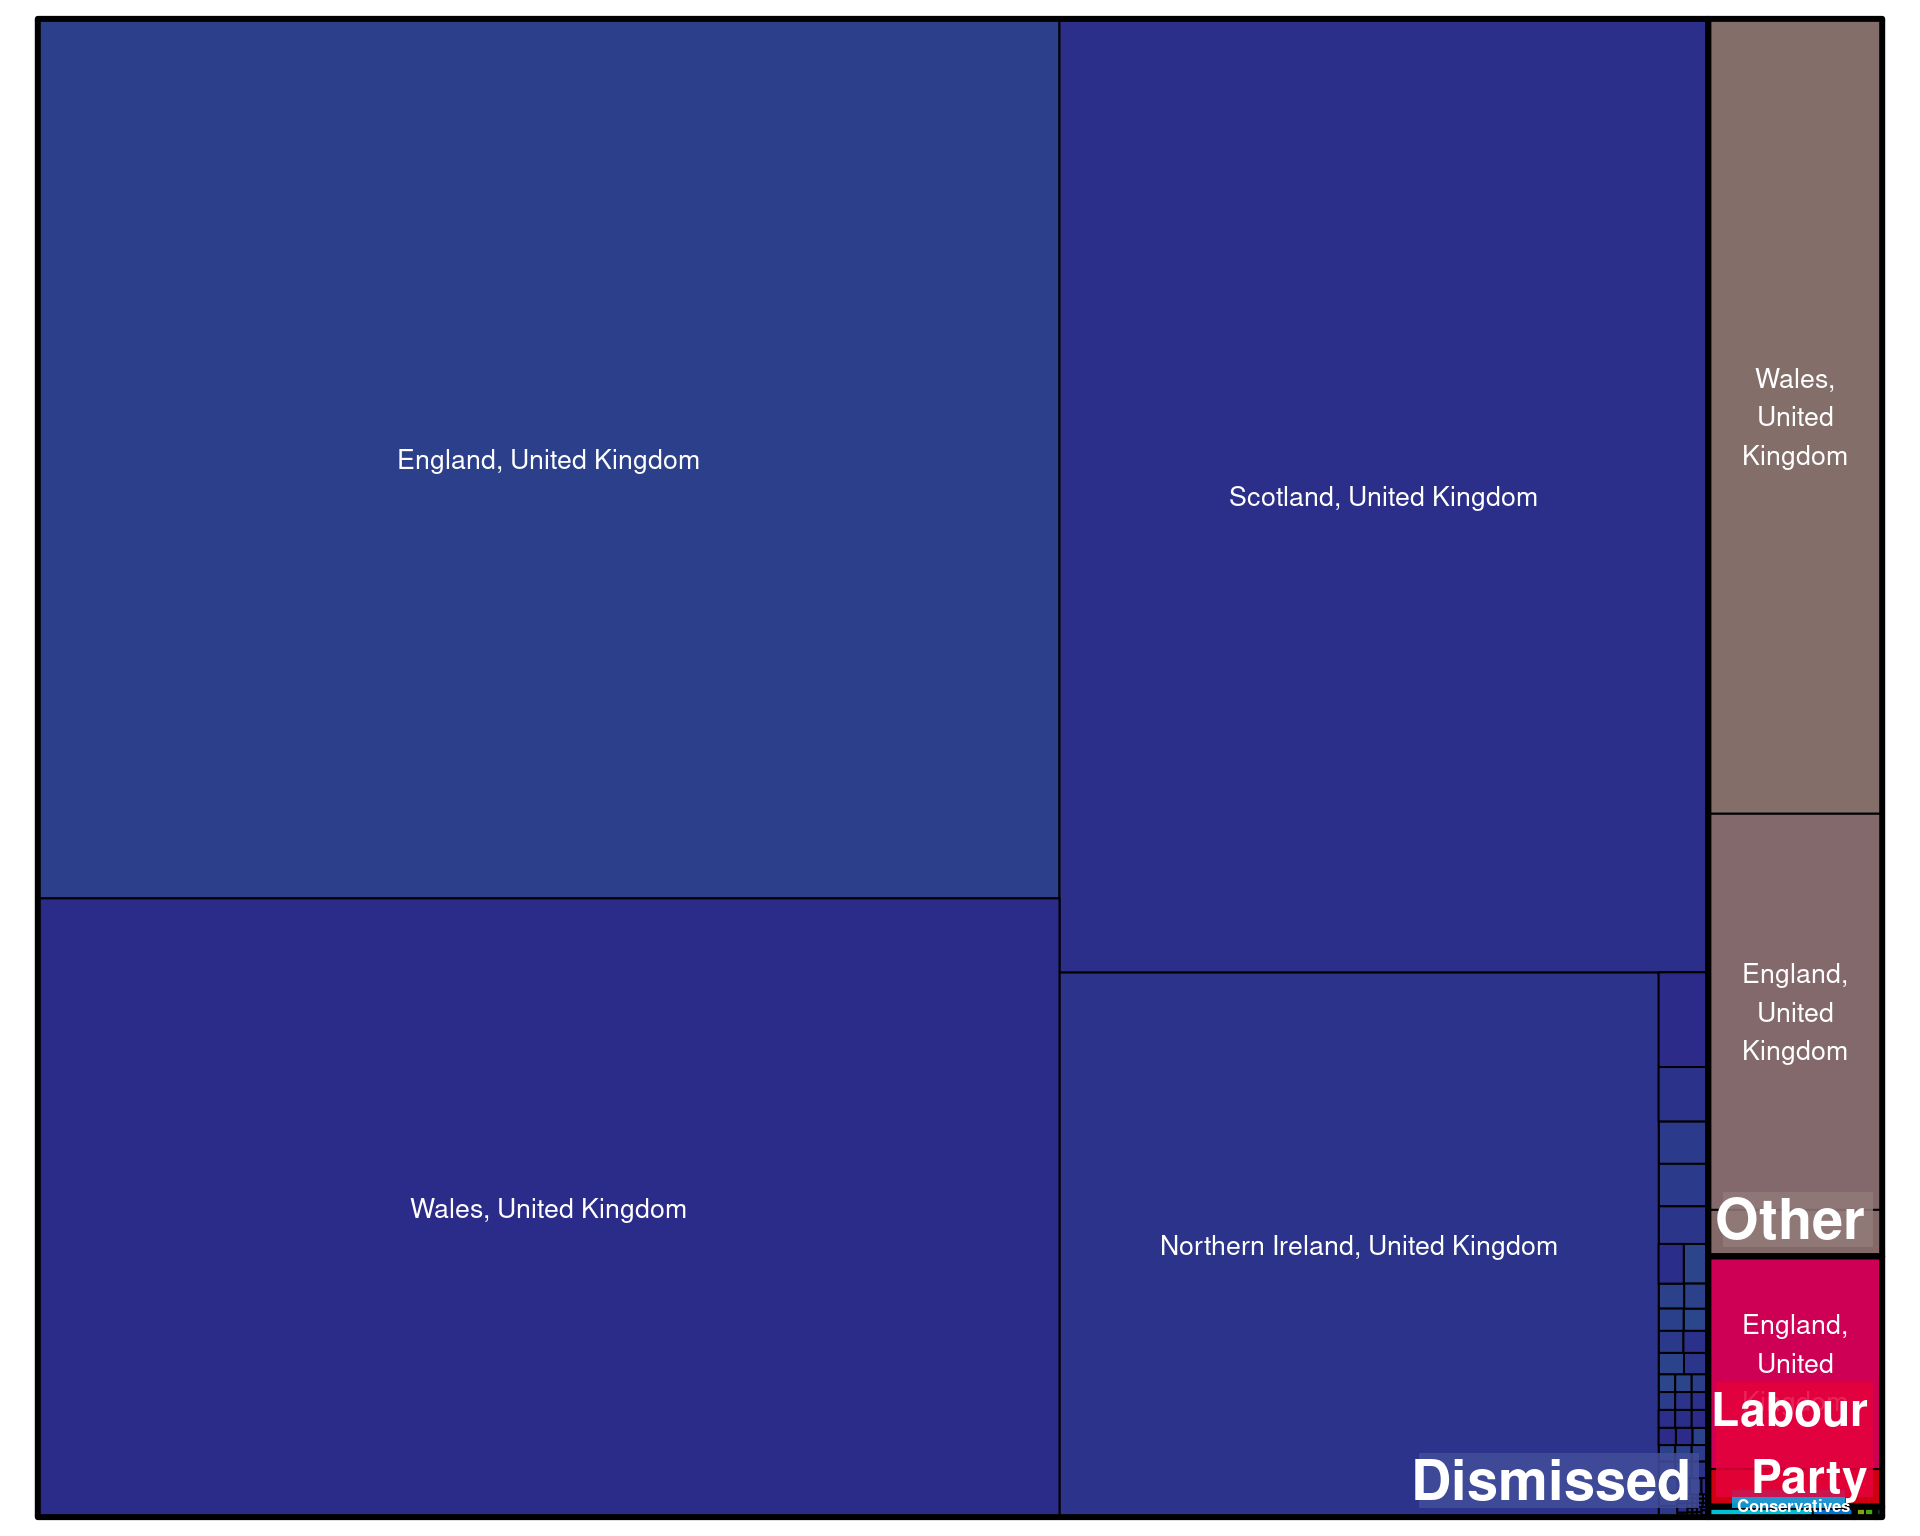 England, United Kingdom
Scotland, United Kingdom
Wales, United Kingdom
Northern Ireland, United Kingdom
Dismissed
Wales,
United
Kingdom
England,
United
Kingdom
Other
England,
United
Kingdom
Labour
Party
Conservatives